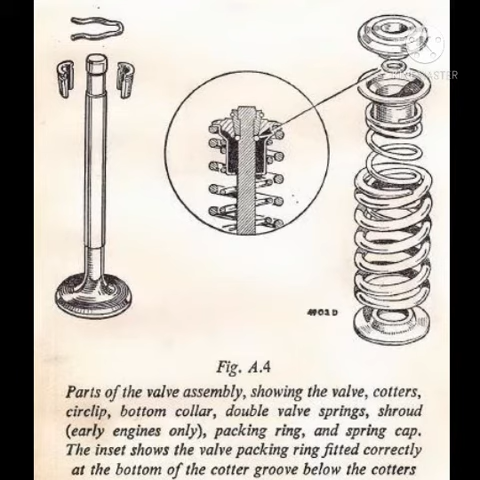 KINEMASTER
4902 D
Fig. A.4
Parts of the valve assembly, showing the valve, cotters,
circlip, bottom collar, double valve springs, shroud
(early engines only), packing ring, and spring cap.
The inset shows the valve packing ring fitted correctly
at the bottom of the cotter groove below the cotters